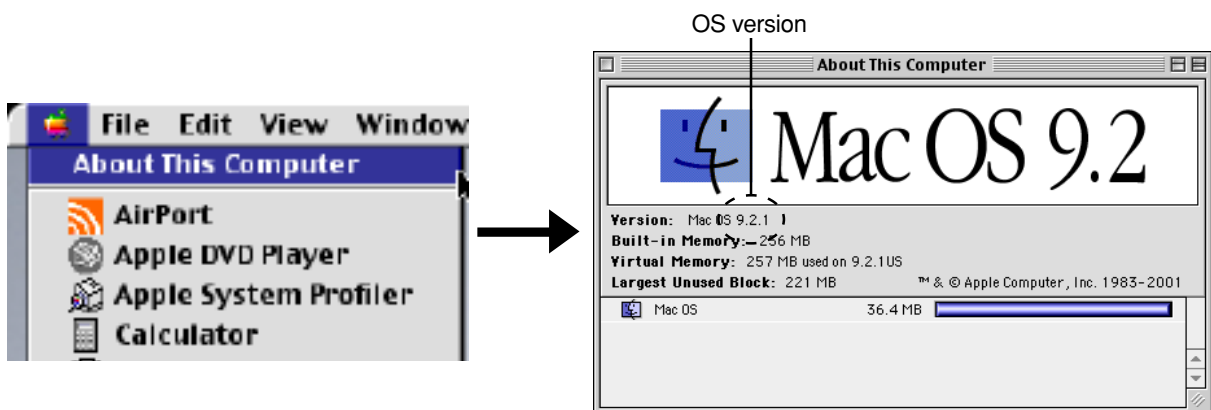 OS version
File Edit View Window
About This Computer
AirPort
Apple DVD Player
Apple System Profiler
Calculator
About This Computer
Mac OS 9.2
Version: Mac OS 9.2.1
Built-in Memory: 256 MB
Virtual Memory: 257 MB used on 9.2.1US
Largest Unused Block: 221 MB ™ & © Apple Computer, Inc. 1983-2001
Mac OS 36.4 MB